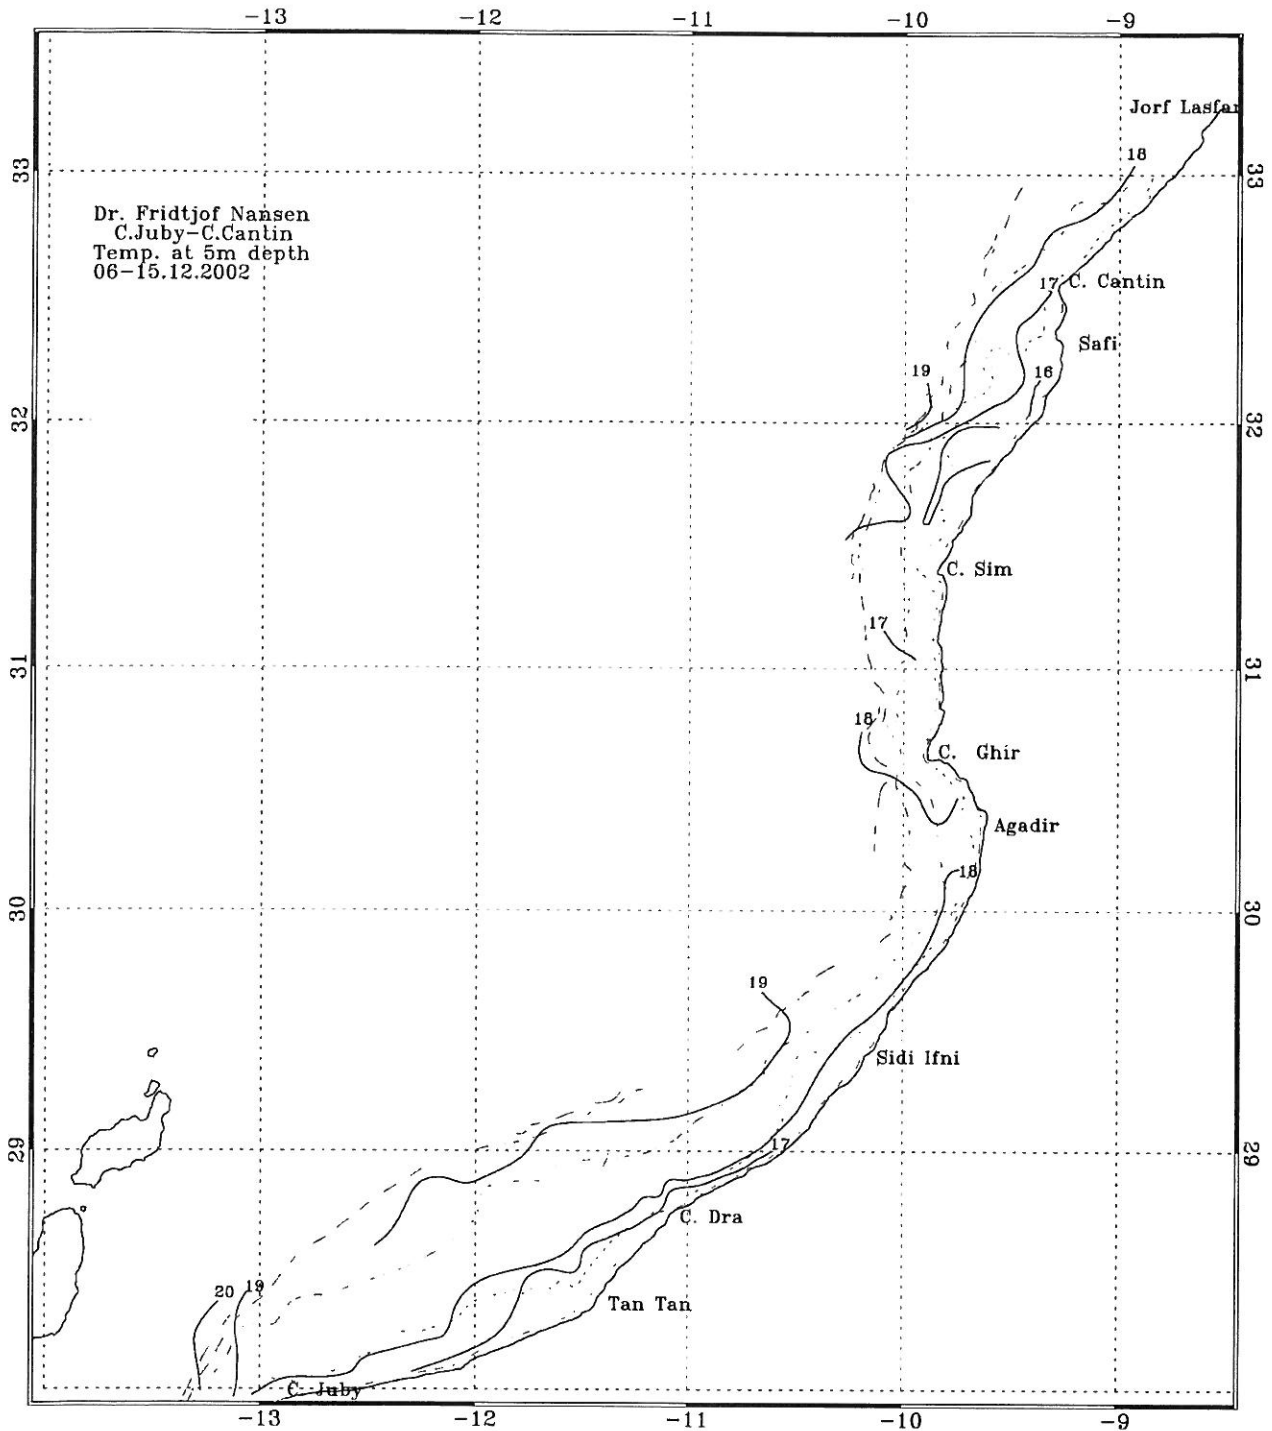 -13 -12 -11 -10 -9
Jorf Lasfar
33 18 33
Dr. Fridtjof Nansen
C.Juby-C.Cantin
Temp. at 5m depth
06-15.12.2002
17 C. Cantin
Safi
19 16
32 32
C. Sim
17
31 31
18
C. Ghir
Agadir
18
30 30
19
Sidi Ifni
29 17 29
C. Dra
20 19
Tan Tan
C. Juby
-13 -12 -11 -10 -9